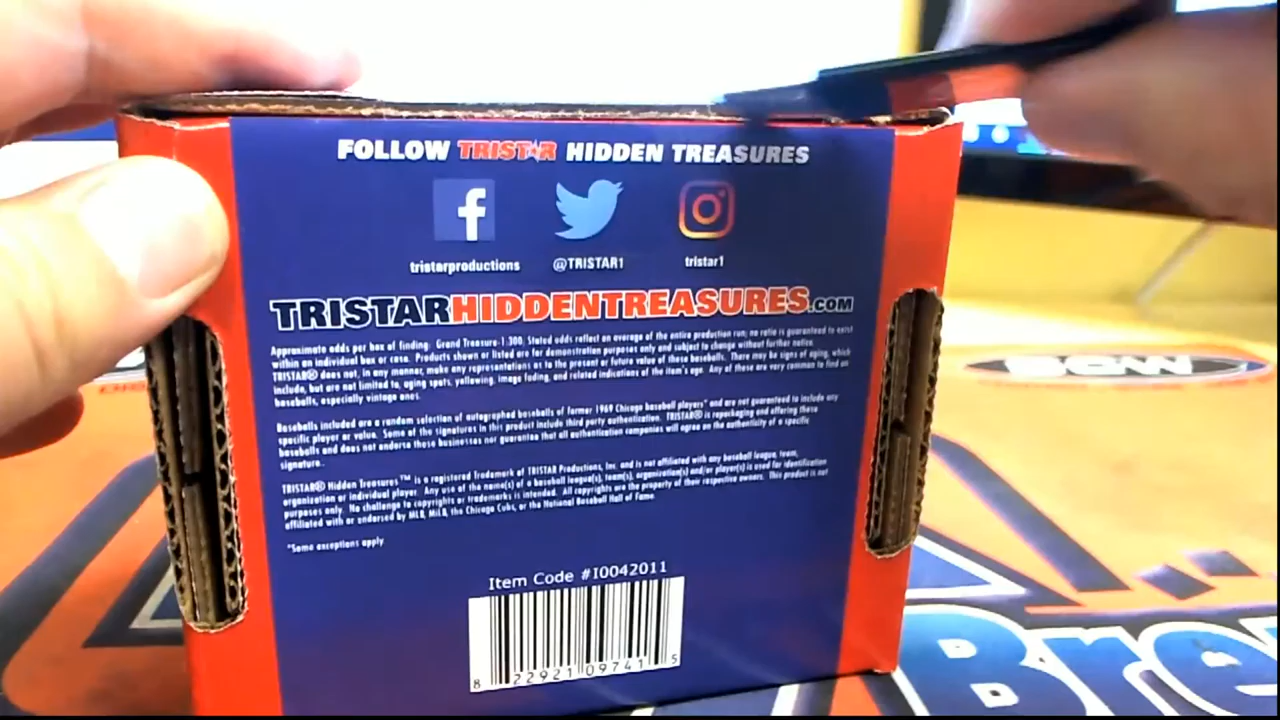 FOLLOW TRISTAR HIDDEN TREASURES
tristarproductions @TRISTAR1 tristar1
TRISTARHIDDENTREASURES.COM
Approximate odds per box of finding: Grand Treasure-1:300. Stated odds reflect an average of the entire production run; no ratio is guaranteed to exist
within an individual box or case. Products shown or listed are for demonstration purposes only and subject to change without further notice.
TRISTAR® does not, in any manner, make any representations as to the present or future value of these baseballs. There may be signs of aging, which
include, but are not limited to, aging spots, yellowing, image fading, and related indications of the item's age. Any of these are very common to find on
baseballs, especially vintage ones.
Baseballs included are a random selection of autographed baseballs of former 1969 Chicago baseball players* and are not guaranteed to include any
specific player or value. Some of the signatures in this product include third party authentication. TRISTAR® is repackaging and offering these
baseballs and does not endorse these businesses nor guarantee that all authentication companies will agree on the authenticity of a specific
signature.
TRISTAR® Hidden Treasures™ is a registered Trademark of TRISTAR Productions, Inc. and is not affiliated with any baseball league, team,
organization or individual player. Any use of the name(s) of a baseball league(s), team(s), organization(s) and/or player(s) is used for identification
purposes only. No challenge to copyrights or trademarks is intended. All copyrights are the property of their respective owners. This product is not
affiliated with or endorsed by MLB, MiLB, the Chicago Cubs, or the National Baseball Hall of Fame.
*Some exceptions apply
Item Code #I0042011
8 22921 09741 5
BCW
Bre